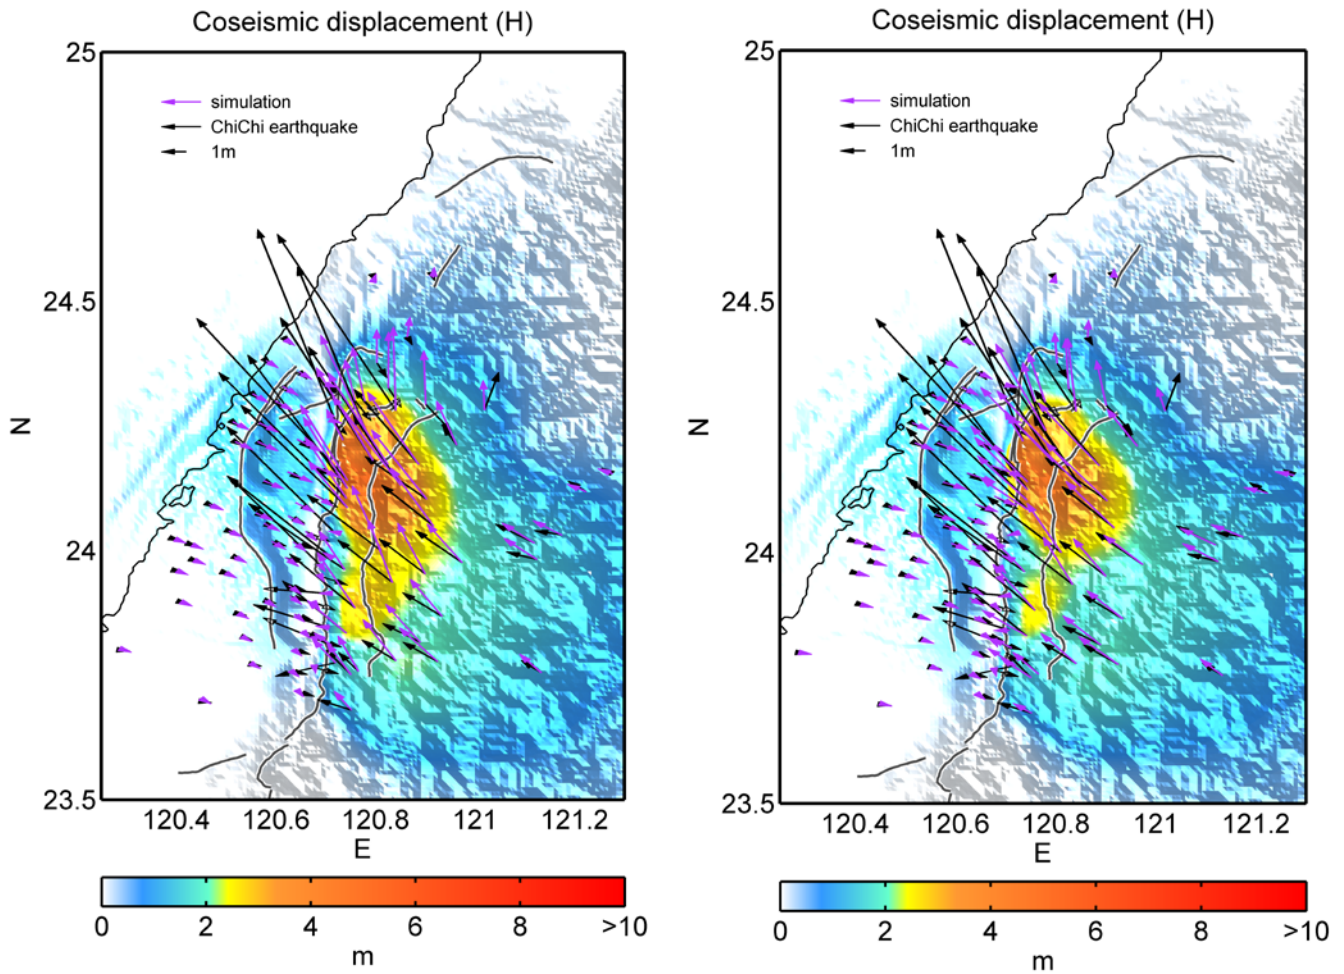 Coseismic displacement (H)
25
simulation
ChiChi earthquake
1m
24.5
N
24
23.5
120.4 120.6 120.8 121 121.2
E
0 2 4 6 8 >10
m
Coseismic displacement (H)
25
simulation
ChiChi earthquake
1m
24.5
N
24
23.5
120.4 120.6 120.8 121 121.2
E
0 2 4 6 8 >10
m